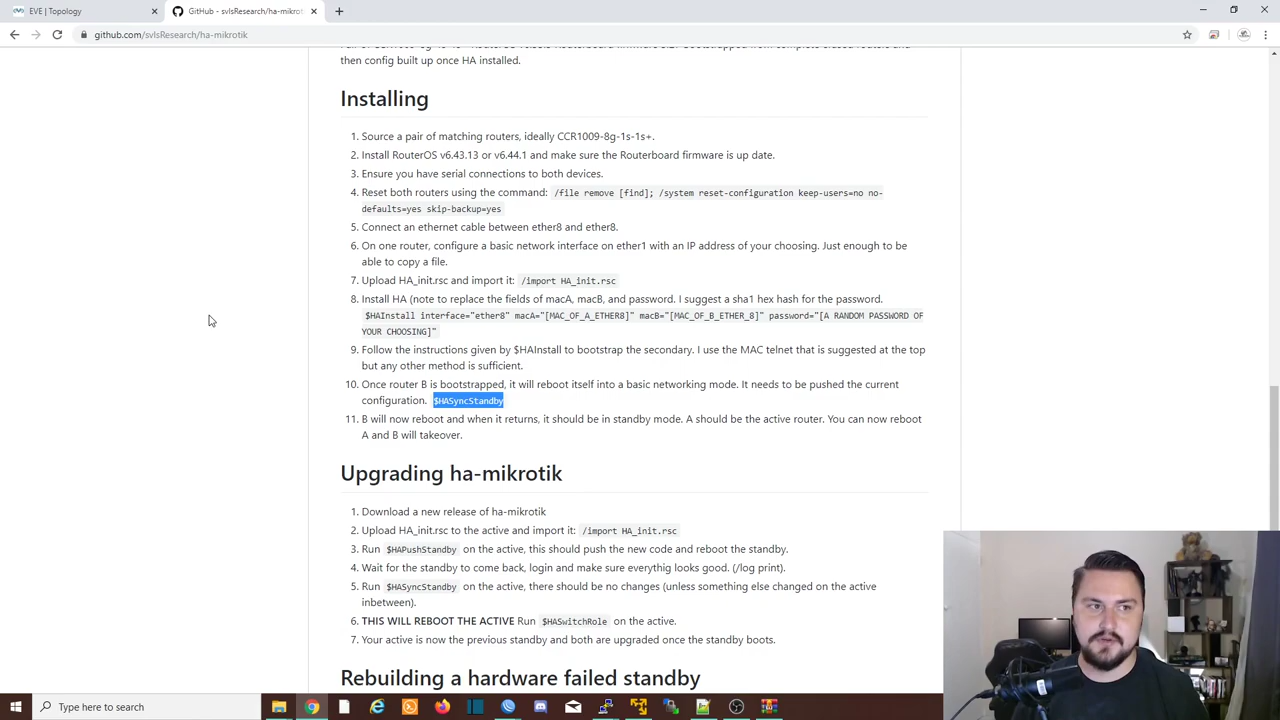 EVE | Topology
GitHub - svlsResearch/ha-mikrot
github.com/svlsResearch/ha-mikrotik
then config built up once HA installed.
Installing
1. Source a pair of matching routers, ideally CCR1009-8g-1s-1s+.
2. Install RouterOS v6.43.13 or v6.44.1 and make sure the Routerboard firmware is up date.
3. Ensure you have serial connections to both devices.
4. Reset both routers using the command: /file remove [find]; /system reset-configuration keep-users=no no-
defaults=yes skip-backup=yes
5. Connect an ethernet cable between ether8 and ether8.
6. On one router, configure a basic network interface on ether1 with an IP address of your choosing. Just enough to be
able to copy a file.
7. Upload HA_init.rsc and import it: /import HA_init.rsc
8. Install HA (note to replace the fields of macA, macB, and password. I suggest a sha1 hex hash for the password.
$HAInstall interface="ether8" macA="[MAC_OF_A_ETHER8]" macB="[MAC_OF_B_ETHER_8]" password="[A RANDOM PASSWORD OF
YOUR CHOOSING]"
9. Follow the instructions given by $HAInstall to bootstrap the secondary. I use the MAC telnet that is suggested at the top
but any other method is sufficient.
10. Once router B is bootstrapped, it will reboot itself into a basic networking mode. It needs to be pushed the current
configuration. $HASyncStandby
11. B will now reboot and when it returns, it should be in standby mode. A should be the active router. You can now reboot
A and B will takeover.
Upgrading ha-mikrotik
1. Download a new release of ha-mikrotik
2. Upload HA_init.rsc to the active and import it: /import HA_init.rsc
3. Run $HAPushStandby on the active, this should push the new code and reboot the standby.
4. Wait for the standby to come back, login and make sure everythig looks good. (/log print).
5. Run $HASyncStandby on the active, there should be no changes (unless something else changed on the active
inbetween).
6. THIS WILL REBOOT THE ACTIVE Run $HASwitchRole on the active.
7. Your active is now the previous standby and both are upgraded once the standby boots.
Rebuilding a hardware failed standby
Type here to search